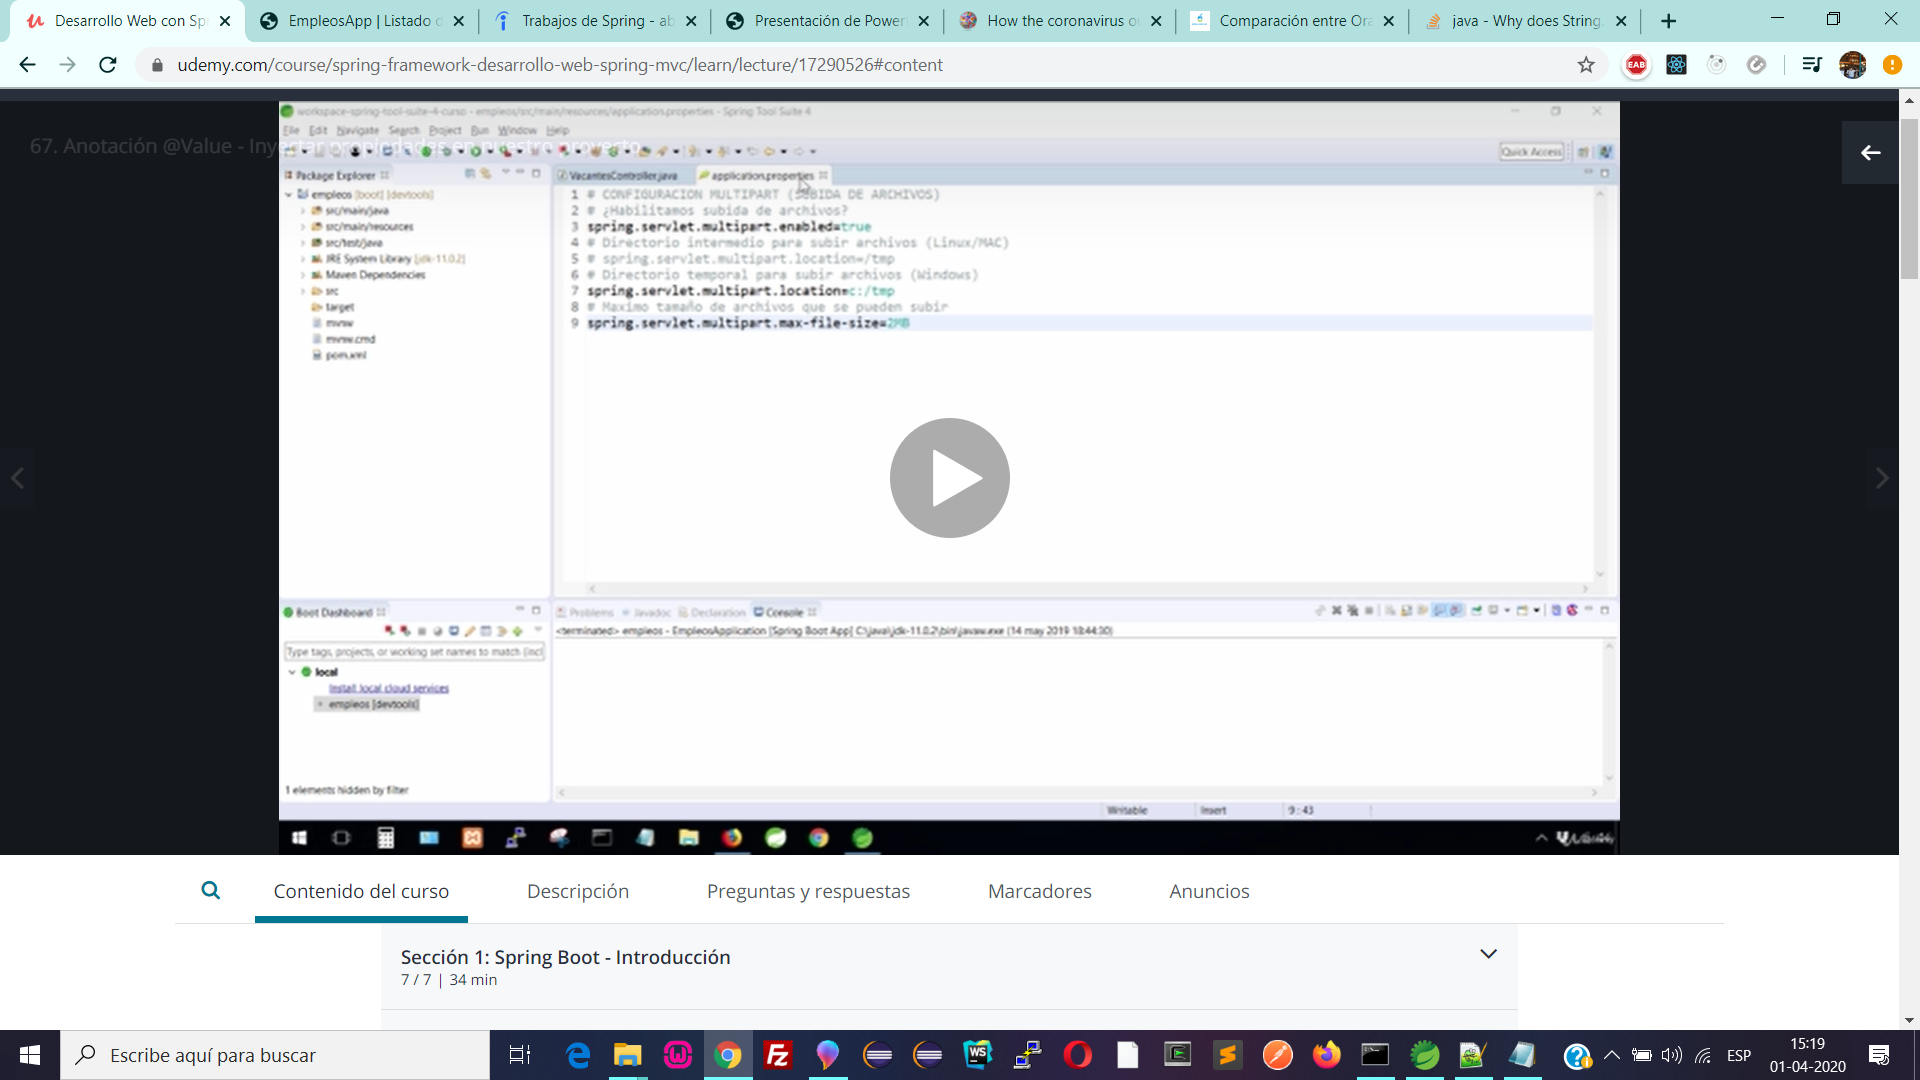 Desarrollo Web con Sp
EmpleosApp | Listado d
Trabajos de Spring - ab
Presentación de Power
How the coronavirus o
Comparación entre Ora
java - Why does String.
udemy.com/course/spring-framework-desarrollo-web-spring-mvc/learn/lecture/17290526#content
EAB
workspace-spring-tool-suite-4-curso - empleos/src/main/resources/application.properties - Spring Tool Suite 4
File Edit Navigate Search Project Run Window Help
67. Anotación @Value - Inyectar propiedades en nuestro proyecto
Quick Access
Package Explorer
VacantesController.java
application.properties
empleos [boot] [devtools]
src/main/java
src/main/resources
src/test/java
JRE System Library [jdk-11.0.2]
Maven Dependencies
src
target
mvnw
mvnw.cmd
pom.xml
1 # CONFIGURACION MULTIPART (SUBIDA DE ARCHIVOS)
2 # ¿Habilitamos subida de archivos?
3 spring.servlet.multipart.enabled=true
4 # Directorio intermedio para subir archivos (Linux/MAC)
5 # spring.servlet.multipart.location=/tmp
6 # Directorio temporal para subir archivos (Windows)
7 spring.servlet.multipart.location=c:/tmp
8 # Maximo tamaño de archivos que se pueden subir
9 spring.servlet.multipart.max-file-size=2MB
Boot Dashboard
Type tags, projects, or working set names to match (incl
local
Install local cloud services
empleos [devtools]
1 elements hidden by filter
Problems Javadoc Declaration Console
<terminated> empleos - EmpleosApplication [Spring Boot App] C:\java\jdk-11.0.2\bin\javaw.exe (14 may 2019 18:44:30)
Writable Insert 9:43
Contenido del curso
Descripción
Preguntas y respuestas
Marcadores
Anuncios
Sección 1: Spring Boot - Introducción
7 / 7 | 34 min
Escribe aquí para buscar
WS
ESP
15:19
01-04-2020